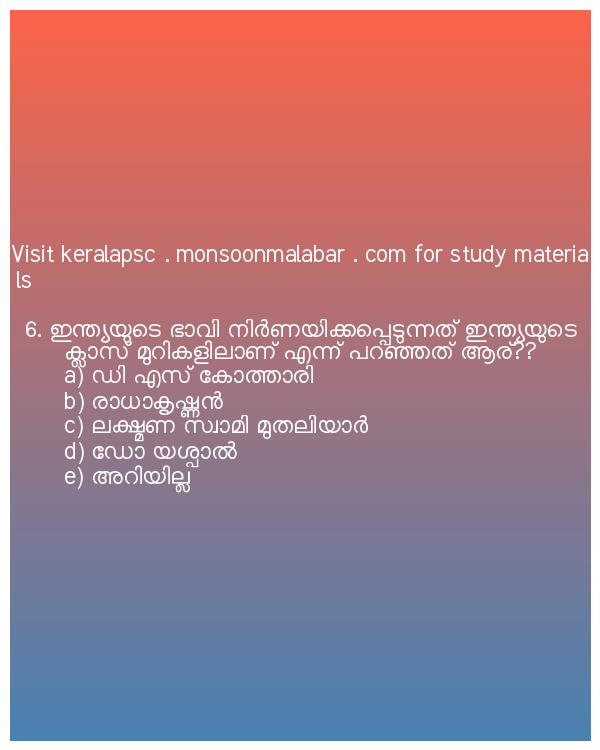 Visit keralapsc . monsoonmalabar . com for study materia
ls
6. ഇന്ത്യയുടെ ഭാവി നിർണയിക്കപ്പെടുന്നത് ഇന്ത്യയുടെ
ക്ലാസ് മുറികളിലാണ് എന്ന് പറഞ്ഞത് ആര്??
a) ഡി എസ് കോത്താരി
b) രാധാകൃഷ്ണൻ
c) ലക്ഷ്മണ സ്വാമി മുതലിയാർ
d) ഡോ യശ്പാൽ
e) അറിയില്ല